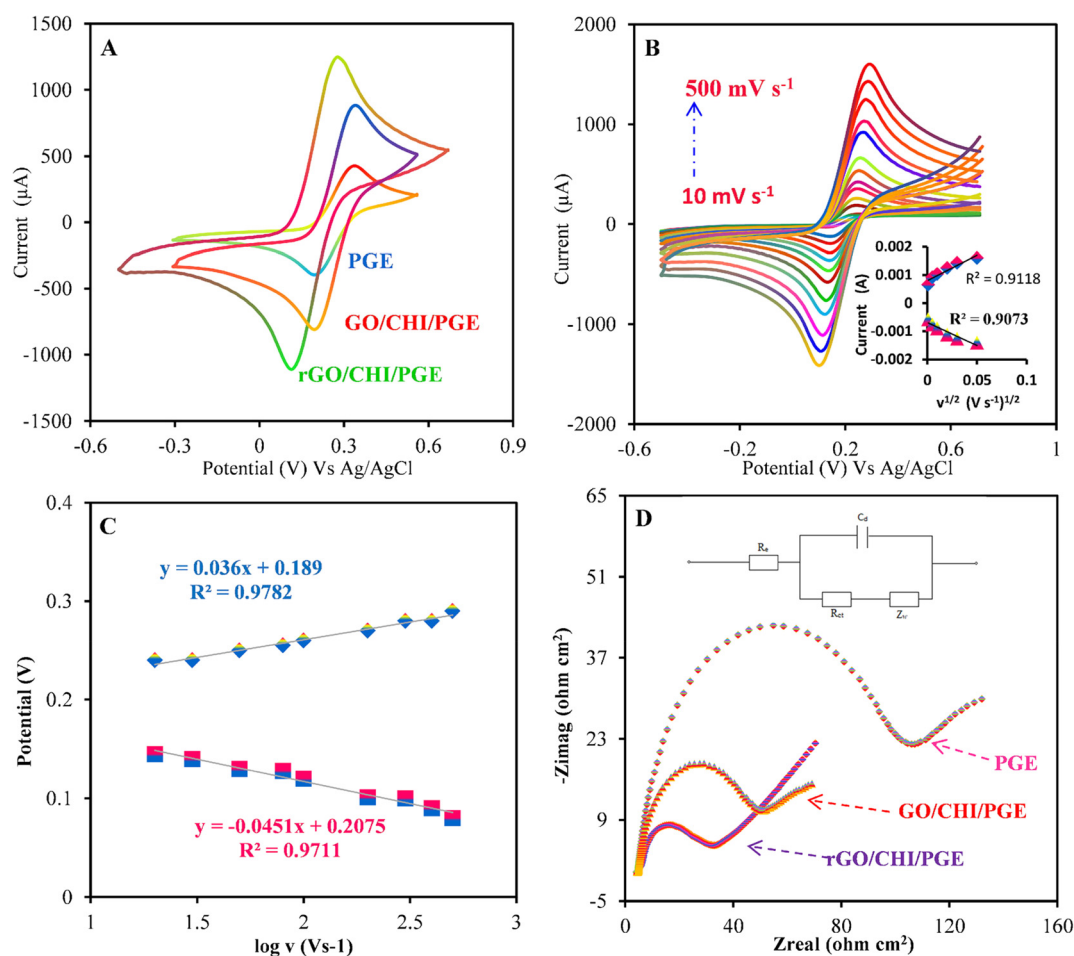 A
Current (µA)
1500
1000
500
0
-500
-1000
-1500
-0.6
-0.3
0
0.3
0.6
0.9
Potential (V) Vs Ag/AgCl
PGE
GO/CHI/PGE
rGO/CHI/PGE
B
Current (µA)
2000
1000
0
-1000
-2000
-0.6
-0.2
0.2
0.6
1
Potential (V) Vs Ag/AgCl
500 mV s-1
10 mV s-1
Current (A)
0.002
0.001
0
-0.001
-0.002
R² = 0.9118
R² = 0.9073
0
0.05
0.1
v1/2 (V s-1)1/2
C
Potential (V)
0.4
0.3
0.2
0.1
0
y = 0.036x + 0.189
R² = 0.9782
y = -0.0451x + 0.2075
R² = 0.9711
1
1.5
2
2.5
3
log v (Vs-1)
D
-Zimag (ohm cm2)
65
51
37
23
9
-5
Cd
Rct
PGE
GO/CHI/PGE
rGO/CHI/PGE
0
40
80
120
160
Zreal (ohm cm2)